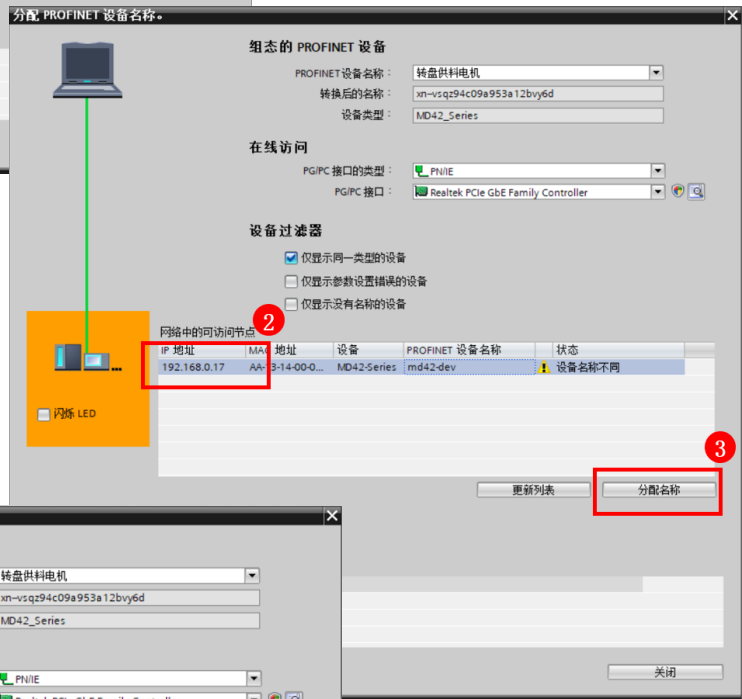 分配 PROFINET 设备名称。
组态的 PROFINET 设备
PROFINET设备名称： 转盘供料电机
转换后的名称： xn--vsqz94c09a953a12bvy6d
设备类型： MD42_Series
在线访问
PG/PC 接口的类型： PN/IE
PG/PC 接口： Realtek PCIe GbE Family Controller
设备过滤器
仅显示同一类型的设备
仅显示参数设置错误的设备
仅显示没有名称的设备
2
网络中的可访问节点
IP 地址 MAC 地址 设备 PROFINET 设备名称 状态
192.168.0.17 AA-13-14-00-0... MD42-Series md42-dev 设备名称不同
...
闪烁 LED
3
更新列表 分配名称
转盘供料电机
xn--vsqz94c09a953a12bvy6d
MD42_Series
PN/IE
关闭